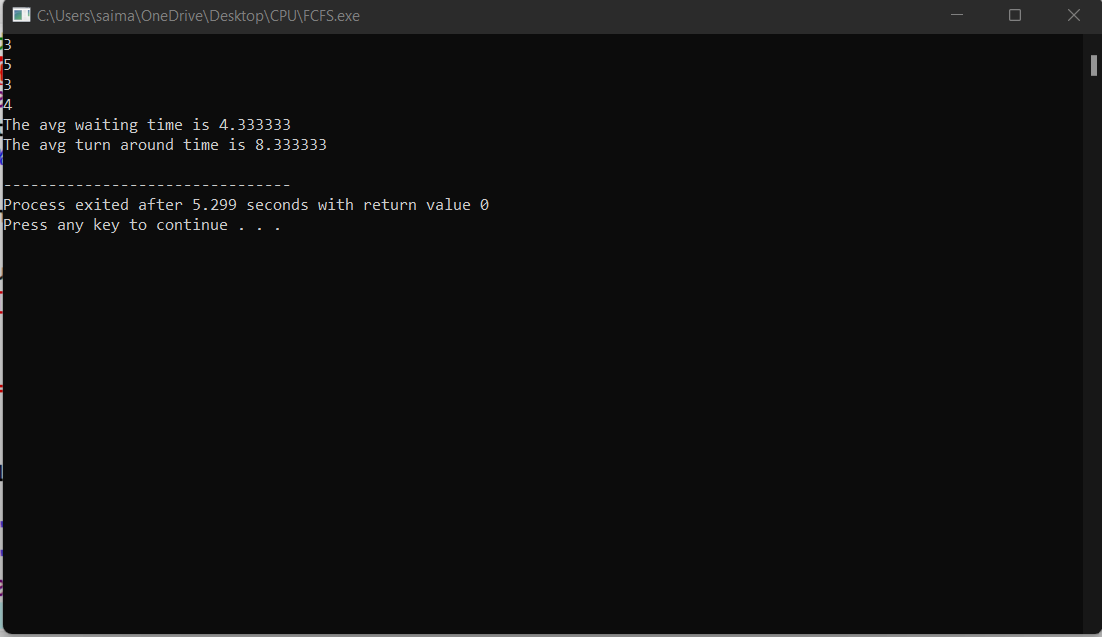 C:\Users\saima\OneDrive\Desktop\CPU\FCFS.exe
3
5
3
4
The avg waiting time is 4.333333
The avg turn around time is 8.333333
--------------------------------
Process exited after 5.299 seconds with return value 0
Press any key to continue . . .